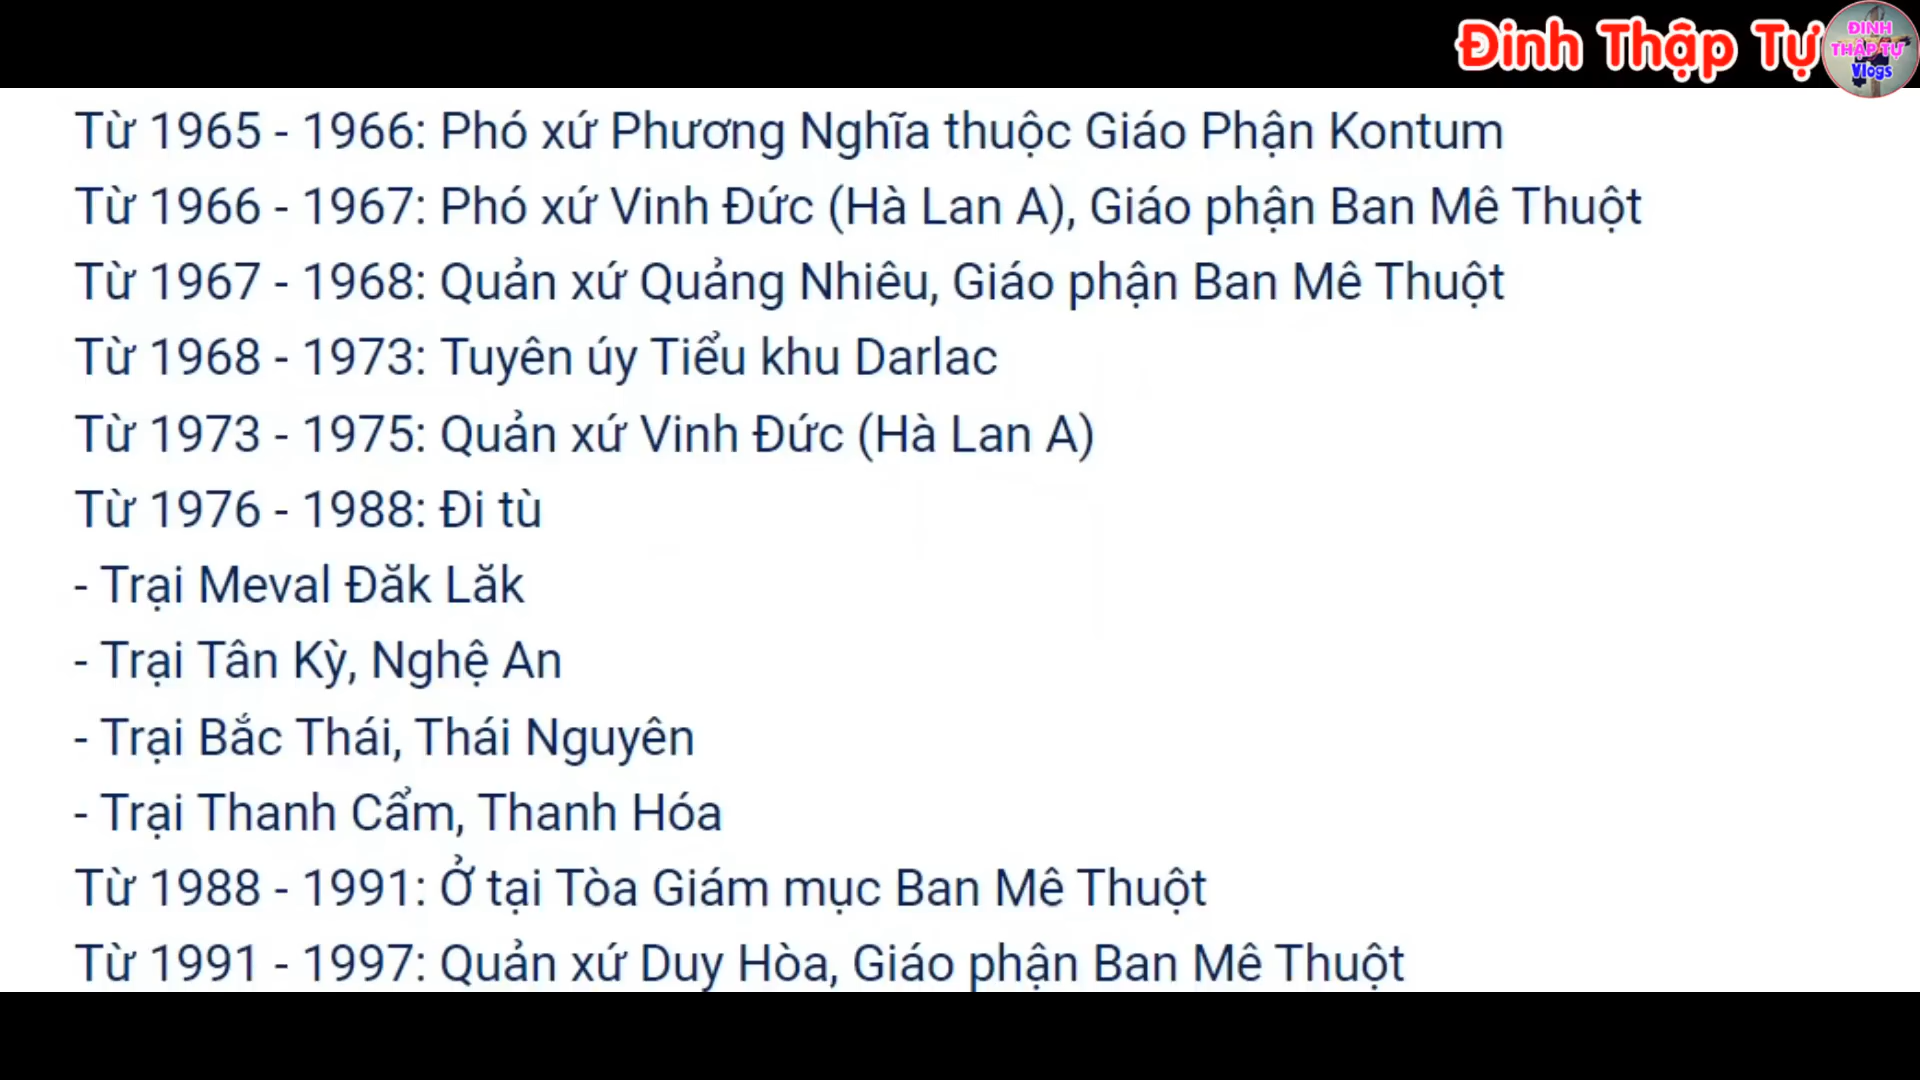 Đinh Thập Tự
ĐINH
THẬP TỰ
Vlogs
Từ 1965 - 1966: Phó xứ Phương Nghĩa thuộc Giáo Phận Kontum
Từ 1966 - 1967: Phó xứ Vinh Đức (Hà Lan A), Giáo phận Ban Mê Thuột
Từ 1967 - 1968: Quản xứ Quảng Nhiêu, Giáo phận Ban Mê Thuột
Từ 1968 - 1973: Tuyên úy Tiểu khu Darlac
Từ 1973 - 1975: Quản xứ Vinh Đức (Hà Lan A)
Từ 1976 - 1988: Đi tù
- Trại Meval Đăk Lăk
- Trại Tân Kỳ, Nghệ An
- Trại Bắc Thái, Thái Nguyên
- Trại Thanh Cẩm, Thanh Hóa
Từ 1988 - 1991: Ở tại Tòa Giám mục Ban Mê Thuột
Từ 1991 - 1997: Quản xứ Duy Hòa, Giáo phận Ban Mê Thuột